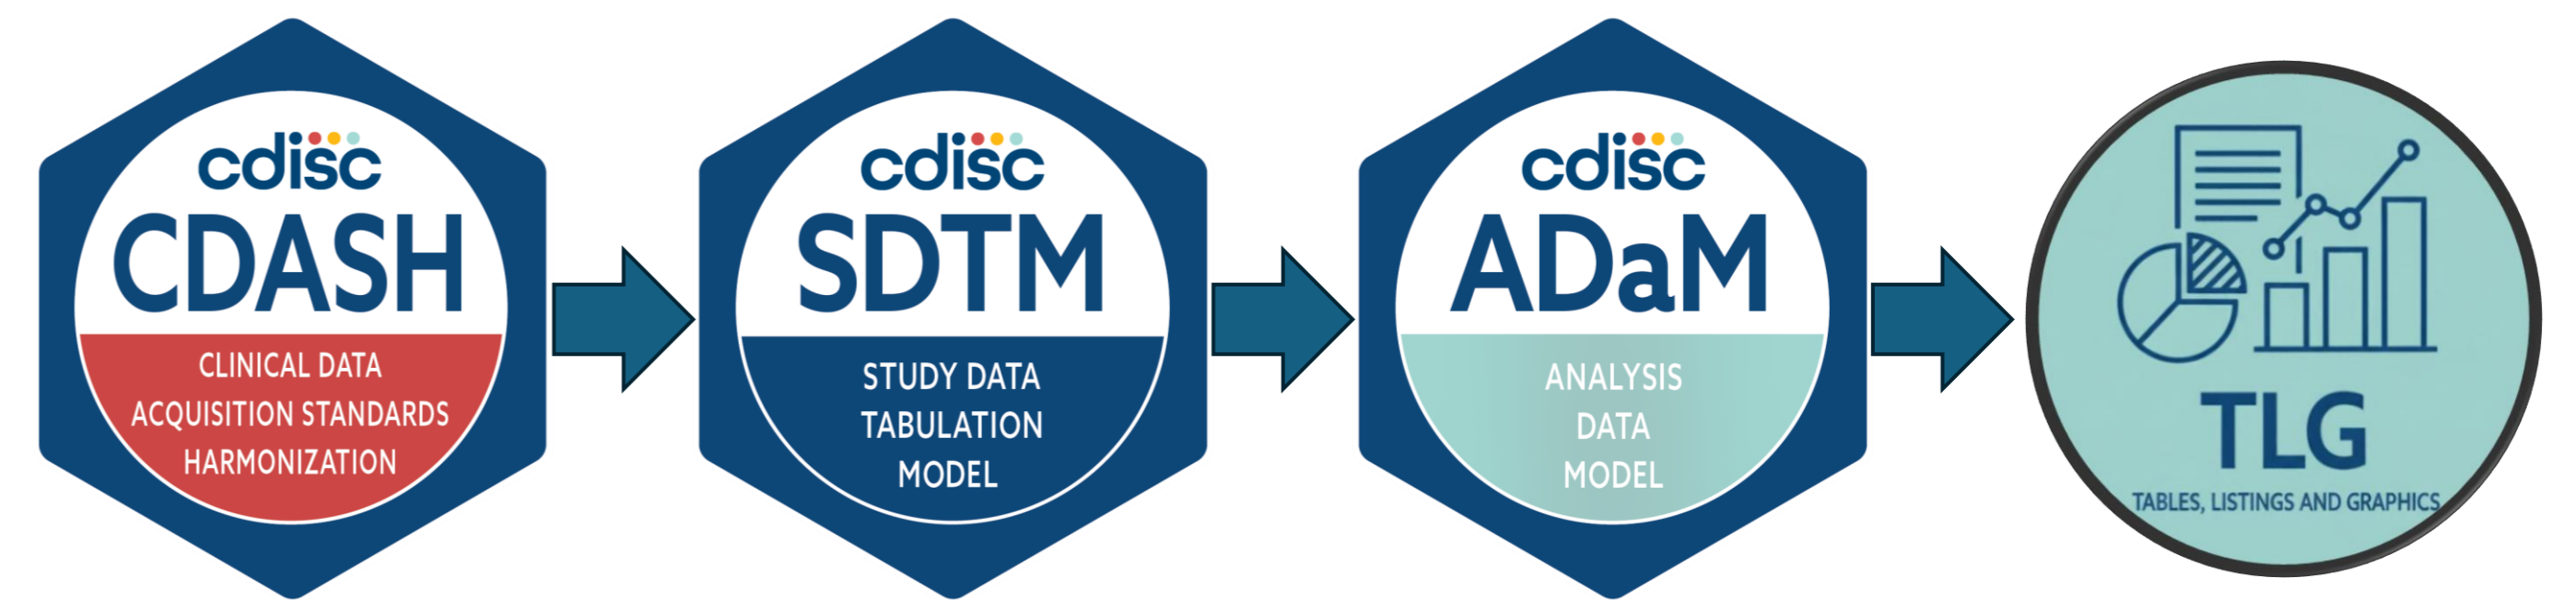 cdisc
CDASH
CLINICAL DATA
ACQUISITION STANDARDS
HARMONIZATION
cdisc
SDTM
STUDY DATA
TABULATION
MODEL
cdisc
ADaM
ANALYSIS
DATA
MODEL
TLG
TABLES, LISTINGS AND GRAPHICS